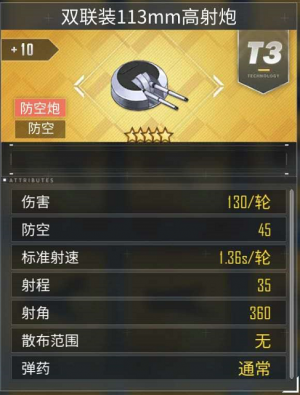 双联装113mm高射炮
+10
T3
TECHNOLOGY
防空炮
防空
ATTRIBUTES
伤害 130/轮
防空 45
标准射速 1.36s/轮
射程 35
射角 360
散布范围 无
弹药 通常